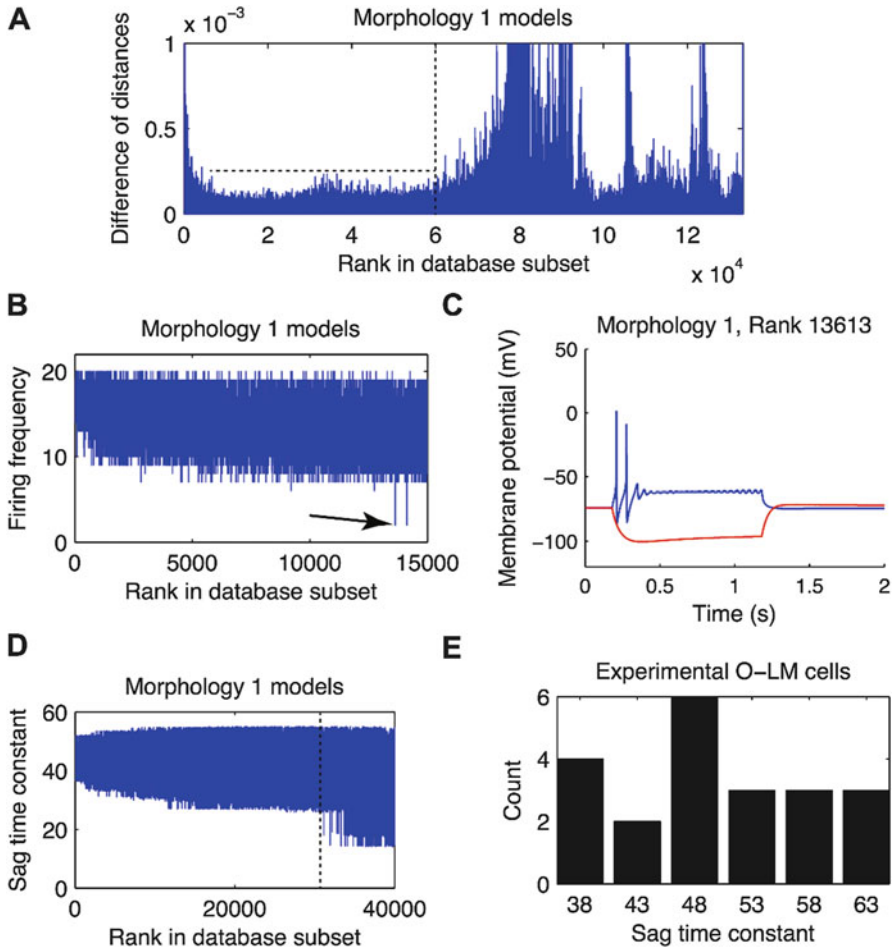 A
Morphology 1 models
x 10⁻³
Difference of distances
1
0.5
0
0 2 4 6 8 10 12
Rank in database subset
x 10⁴
B
Morphology 1 models
Firing frequency
20
10
0
0 5000 10000 15000
Rank in database subset
C
Morphology 1, Rank 13613
Membrane potential (mV)
50
0
−50
−100
0 0.5 1 1.5 2
Time (s)
D
Morphology 1 models
Sag time constant
60
40
20
0
0 20000 40000
Rank in database subset
E
Experimental O−LM cells
Count
6
4
2
0
38 43 48 53 58 63
Sag time constant